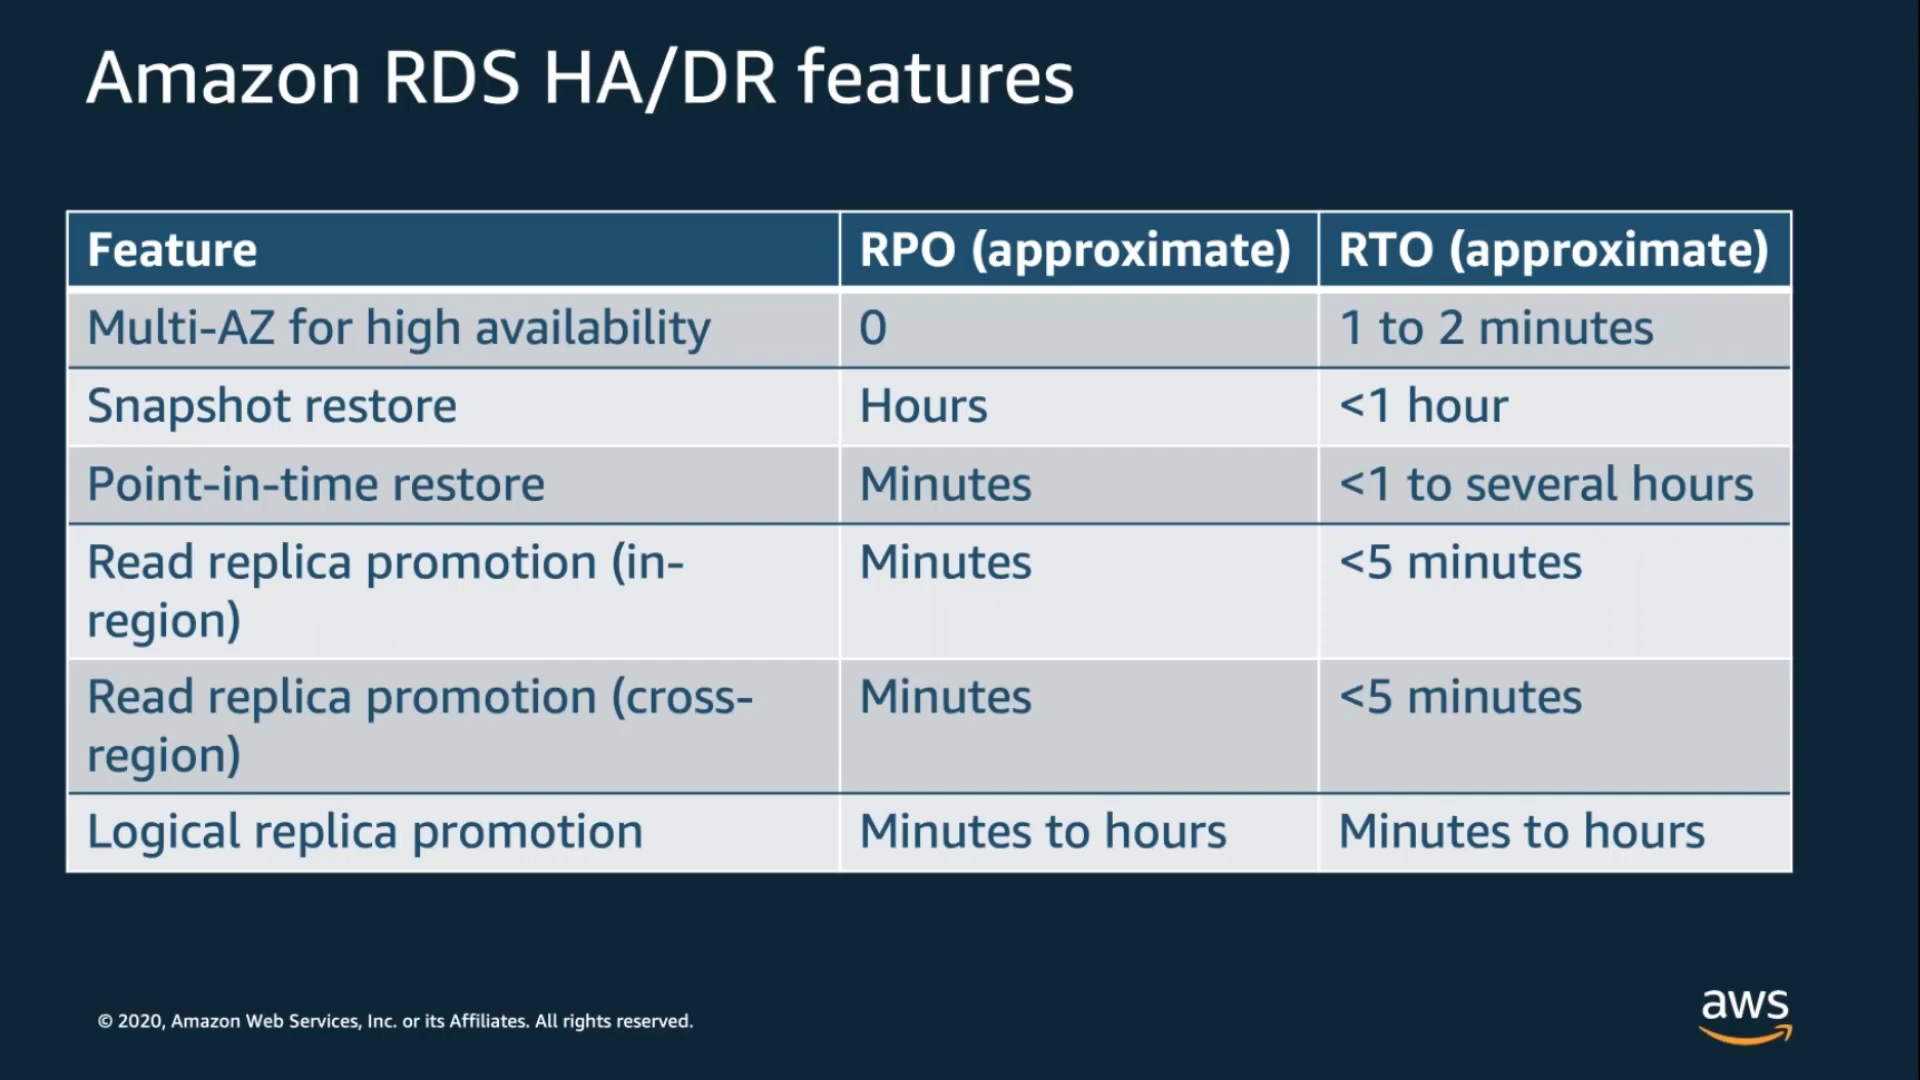 Amazon RDS HA/DR features
Feature RPO (approximate) RTO (approximate)
Multi-AZ for high availability 0 1 to 2 minutes
Snapshot restore Hours <1 hour
Point-in-time restore Minutes <1 to several hours
Read replica promotion (in- Minutes <5 minutes
region)
Read replica promotion (cross- Minutes <5 minutes
region)
Logical replica promotion Minutes to hours Minutes to hours
© 2020, Amazon Web Services, Inc. or its Affiliates. All rights reserved.
aws